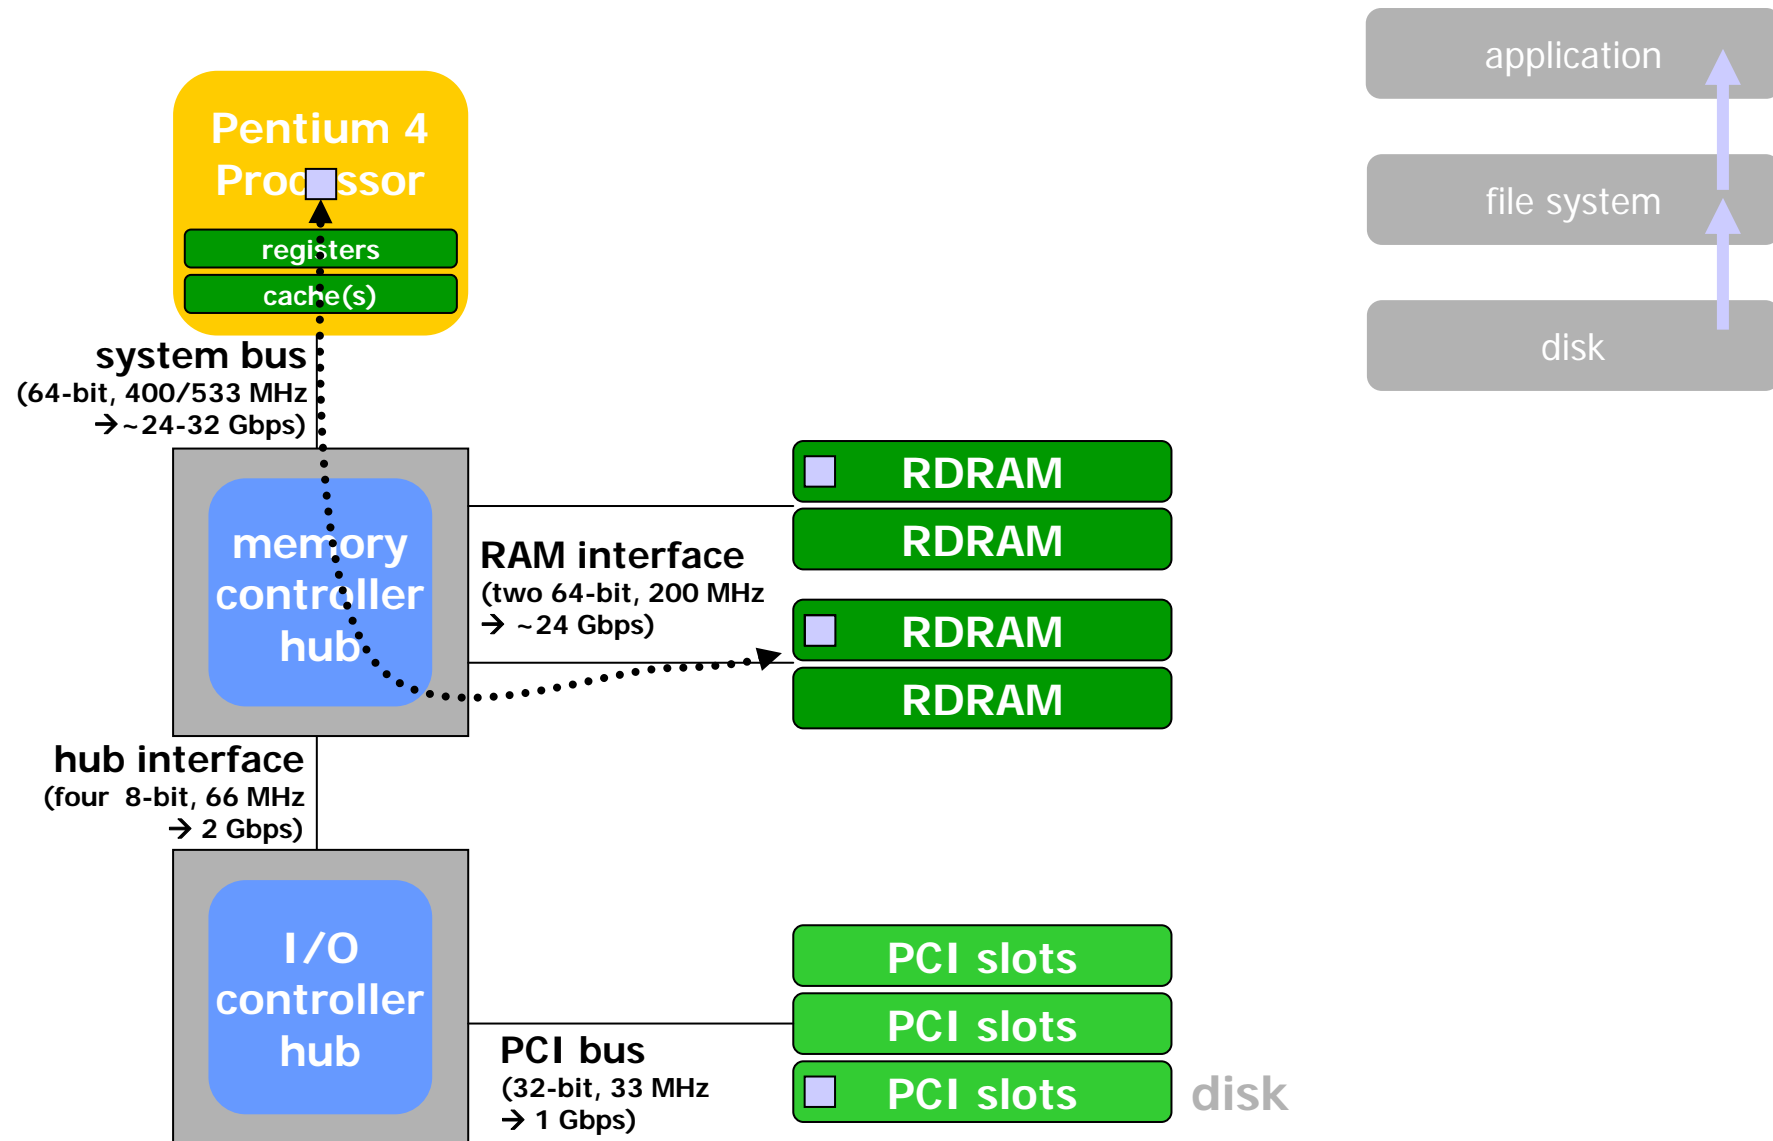 application
Pentium 4
Processor
file system
registers
cache(s)
disk
system bus
(64-bit, 400/533 MHz
→~24-32 Gbps)
RDRAM
RDRAM
memory
controller
hub
RAM interface
(two 64-bit, 200 MHz
→ ~24 Gbps)
RDRAM
RDRAM
hub interface
(four 8-bit, 66 MHz
→ 2 Gbps)
I/O
controller
hub
PCI slots
PCI slots
PCI bus
(32-bit, 33 MHz
→ 1 Gbps)
PCI slots
disk